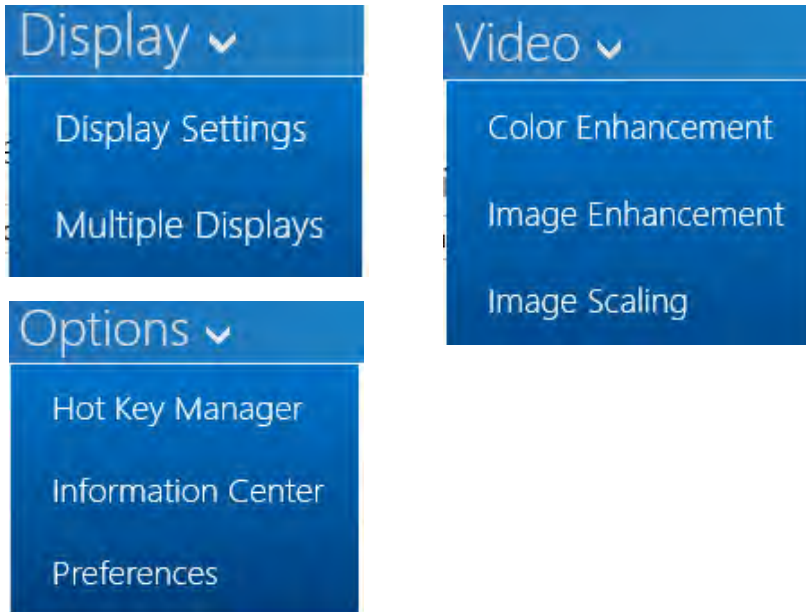 Display
Display Settings
Multiple Displays
Options
Hot Key Manager
Information Center
Preferences
Video
Color Enhancement
Image Enhancement
Image Scaling